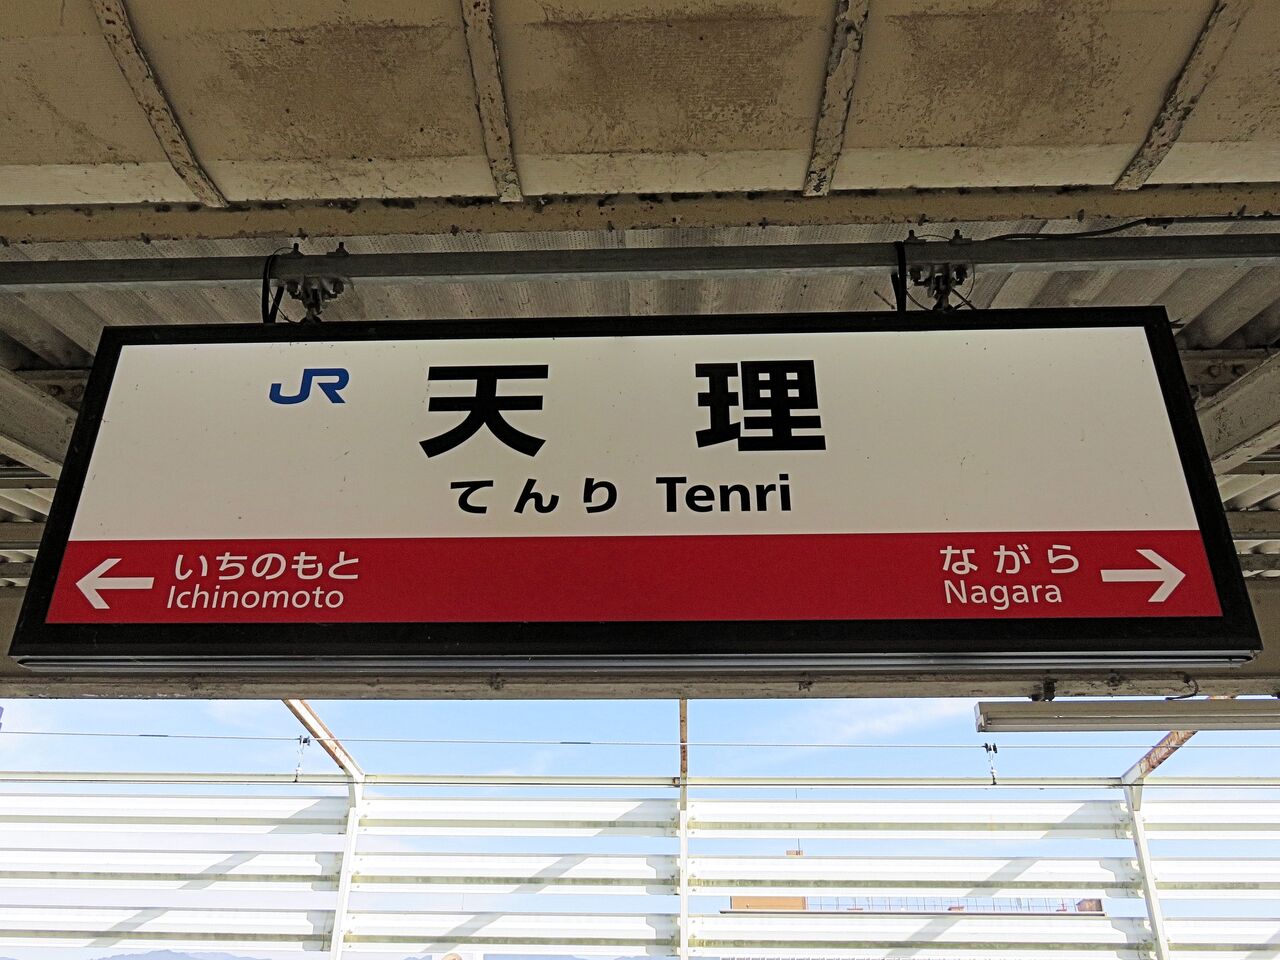 JR 天理
てんり Tenri
← いちのもと
Ichinomoto
ながら →
Nagara